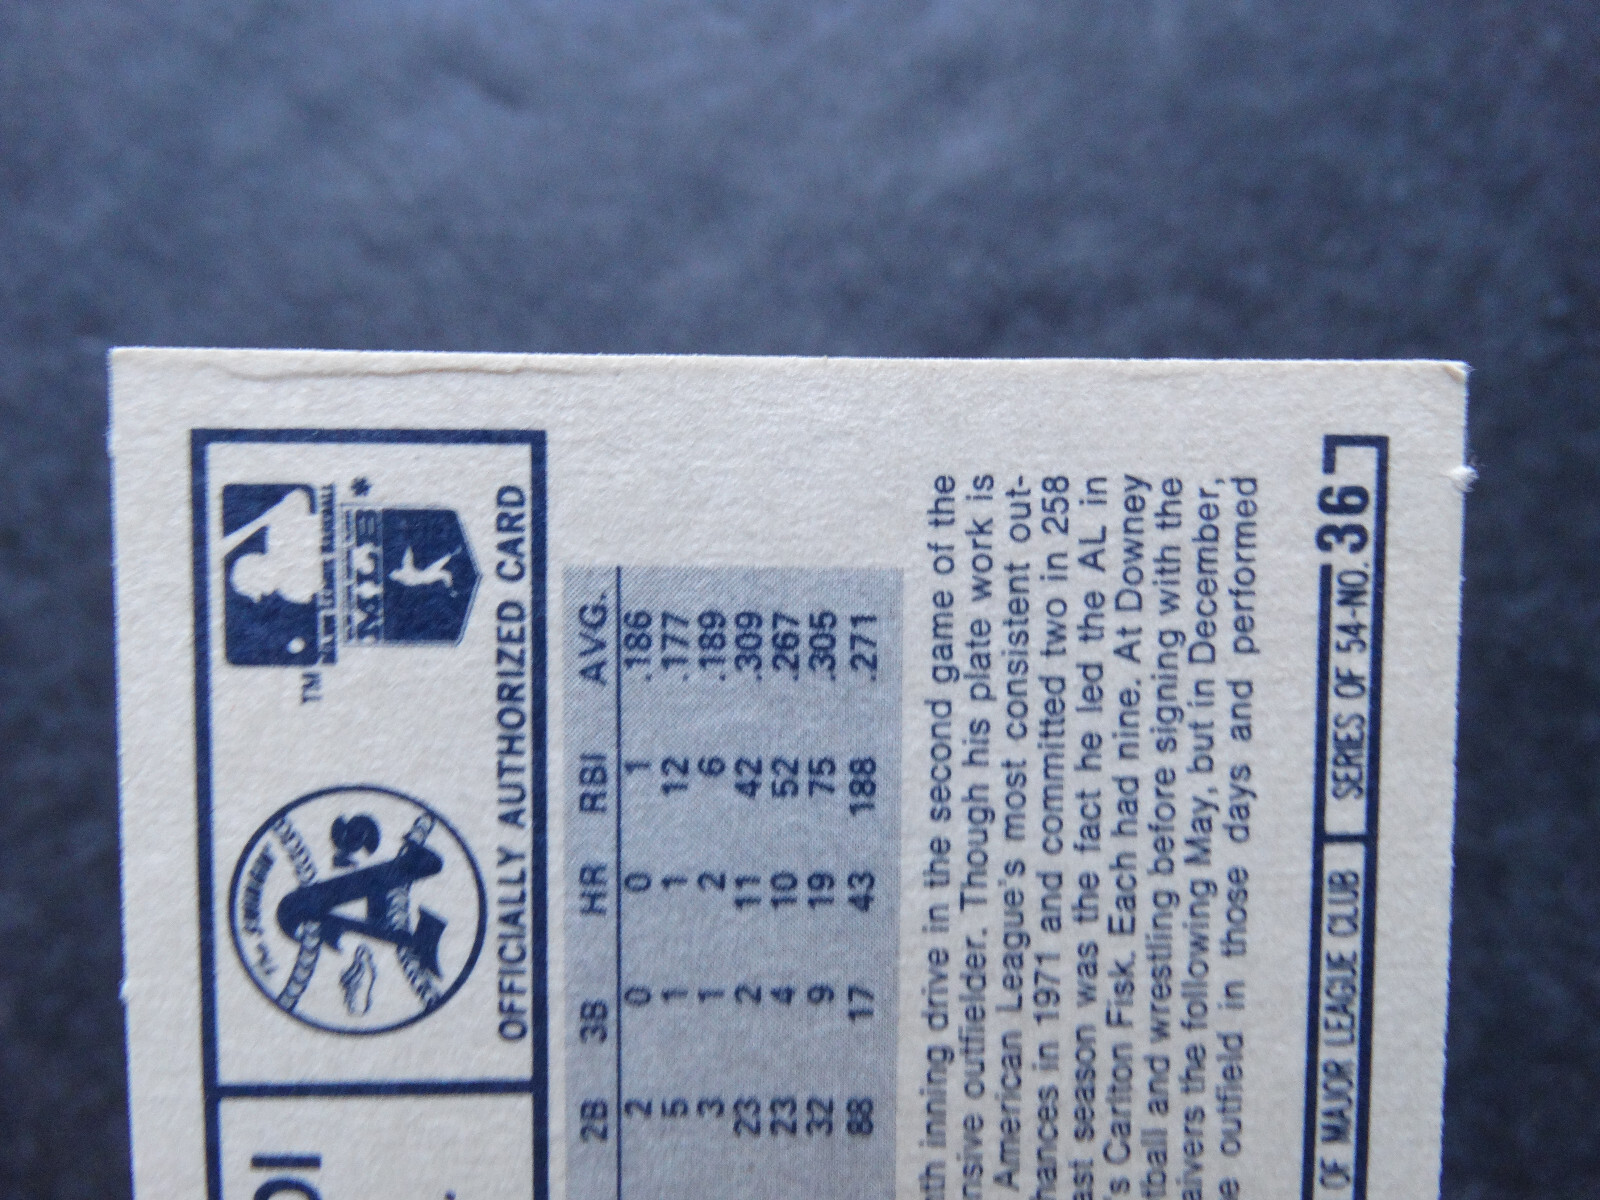 DI
The SWINGIN'
A's
TM
MAJOR LEAGUE BASEBALL
MLB*
OFFICIALLY AUTHORIZED CARD
2B 3B HR RBI AVG.
2 0 0 1 .186
5 1 1 12 .177
3 1 2 6 .189
23 2 11 42 .309
23 4 10 52 .267
32 9 19 75 .305
88 17 43 188 .271
inning drive in the second game of the
outfielder. Though his plate work is
American League's most consistent out-
in 1971 and committed two in 258
season was the fact he led the AL in
's Carlton Fisk. Each had nine. At Downey
and wrestling before signing with the
the following May, but in December,
outfield in those days and performed
OF MAJOR LEAGUE CLUB SERIES OF 54-NO. 36